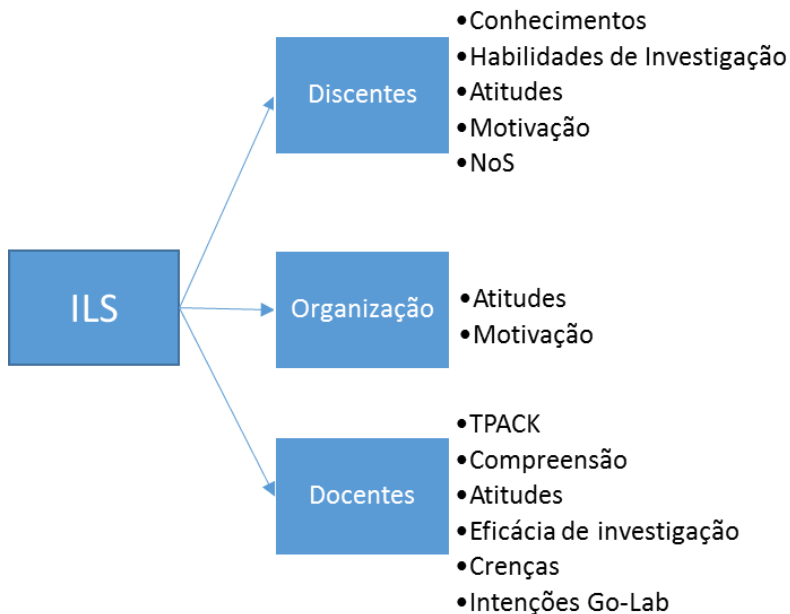 ILS
Discentes
•Conhecimentos
•Habilidades de Investigação
•Atitudes
•Motivação
•NoS
Organização
•Atitudes
•Motivação
Docentes
•TPACK
•Compreensão
•Atitudes
•Eficácia de investigação
•Crenças
•Intenções Go-Lab